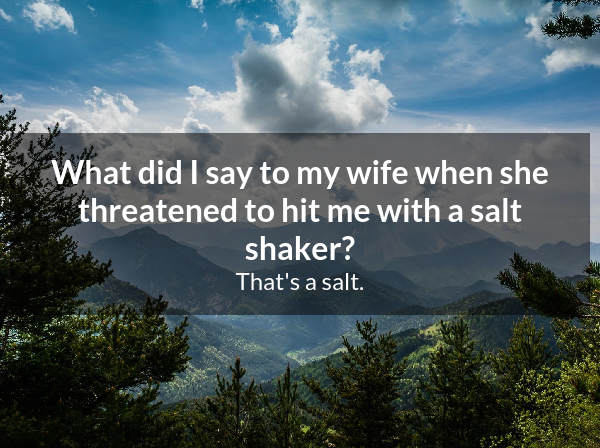 What did I say to my wife when she
threatened to hit me with a salt
shaker?
That's a salt.